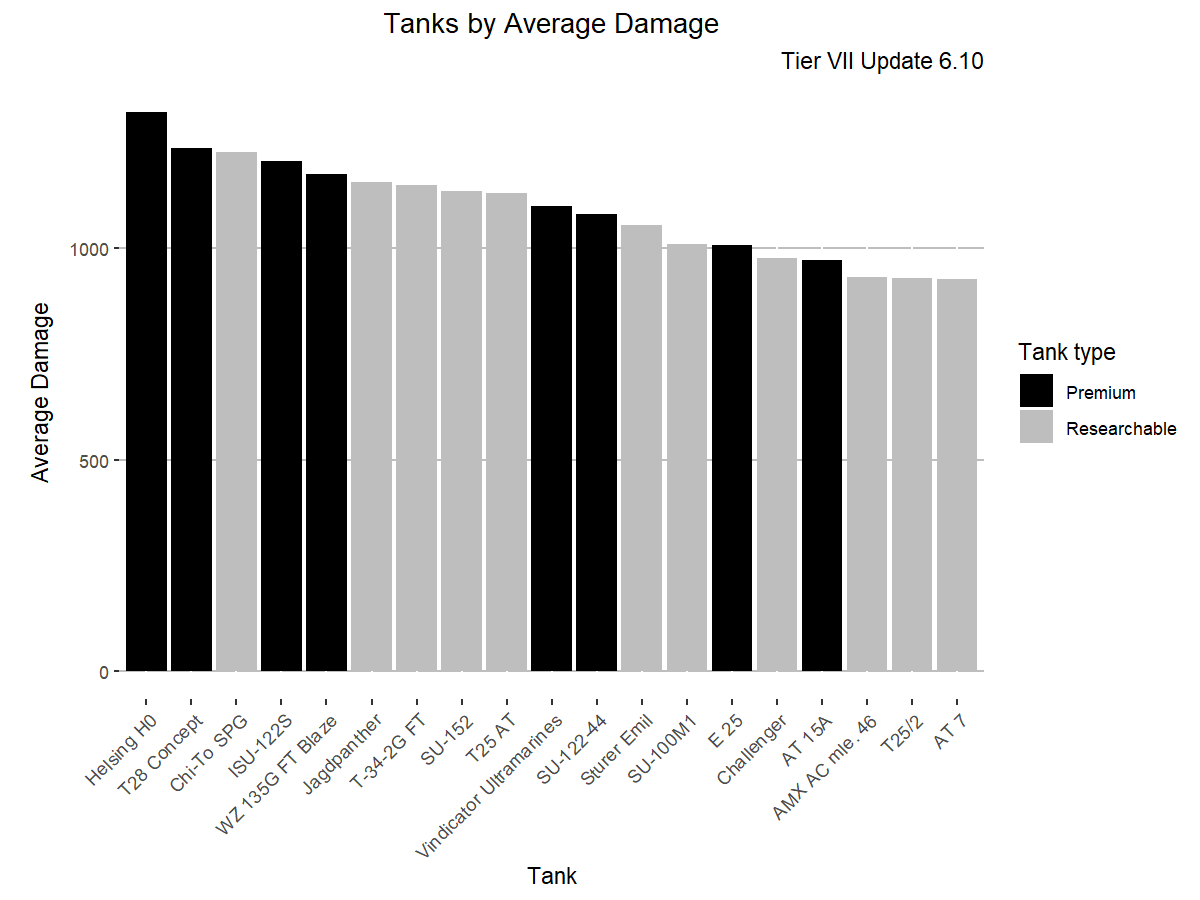 Tanks by Average Damage
Tier VII Update 6.10
Average Damage
1000
500
0
Helsing H0
T28 Concept
Chi-To SPG
ISU-122S
WZ 135G FT Blaze
Jagdpanther
T-34-2G FT
SU-152
T25 AT
Vindicator Ultramarines
SU-122-44
Sturer Emil
SU-100M1
E 25
Challenger
AT 15A
AMX AC mle. 46
T25/2
AT 7
Tank
Tank type
Premium
Researchable